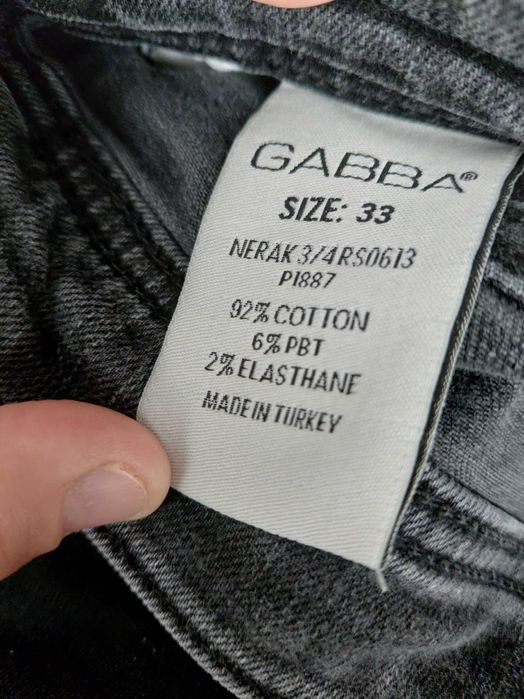 GABBA®
SIZE: 33
NERAK 3/4 RS0613
P1887
92% COTTON
6% PBT
2% ELASTHANE
MADE IN TURKEY